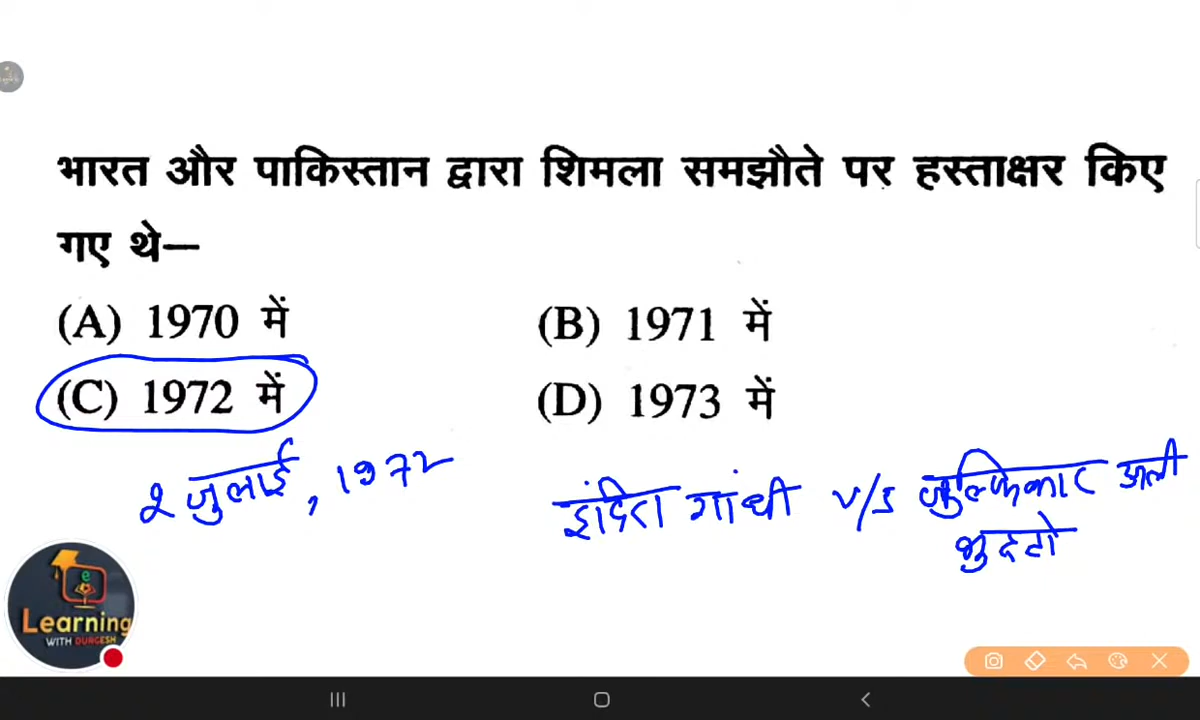 भारत और पाकिस्तान द्वारा शिमला समझौते पर हस्ताक्षर किए
गए थे—
(A) 1970 में
(B) 1971 में
(C) 1972 में
(D) 1973 में
2 जुलाई, 1972
इंदिरा गांधी v/s जुल्फिकार अली
भुट्टो
e
Learning
WITH DURGESH